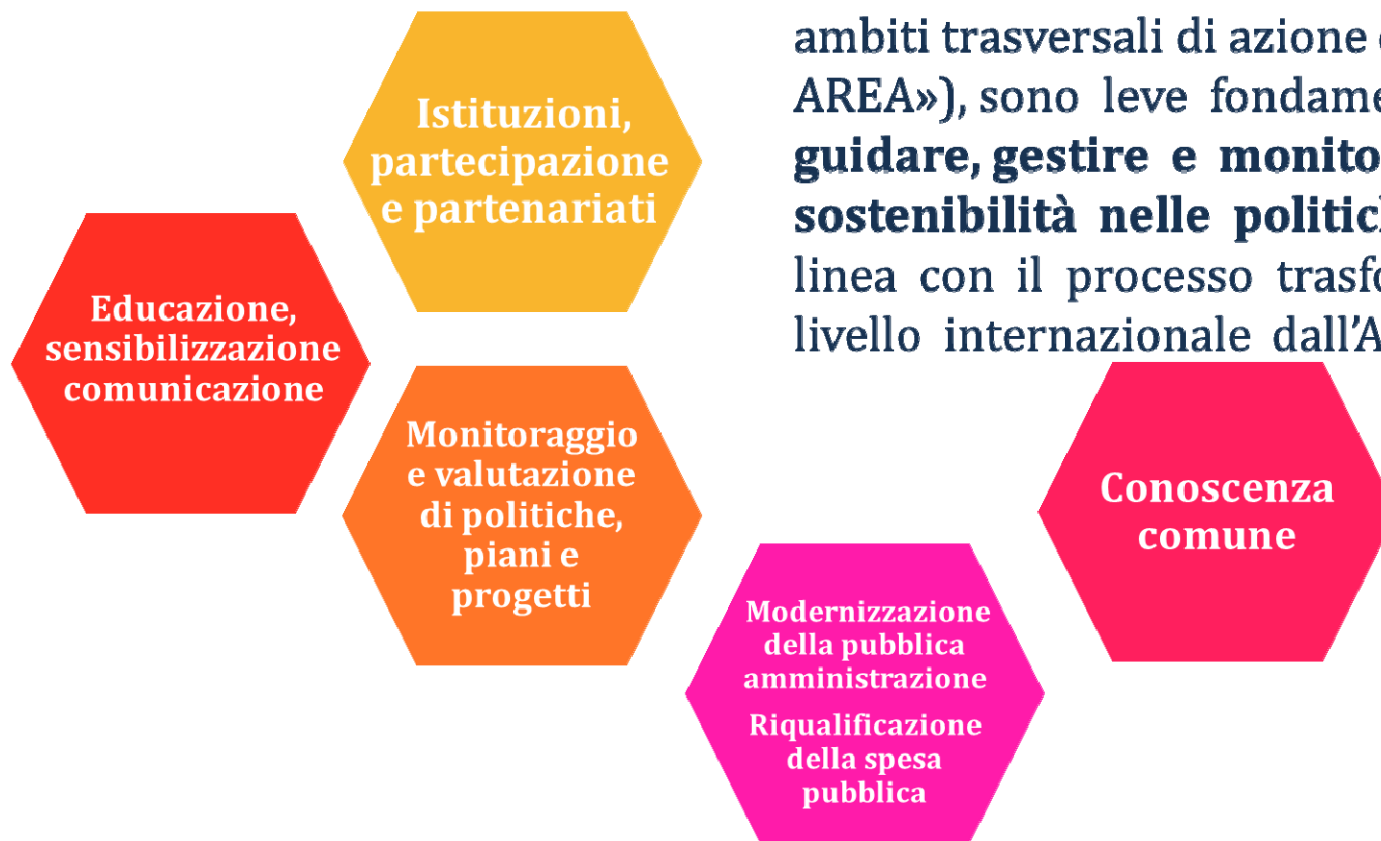 ambiti trasversali di azione
AREA»), sono leve
guidare, gestire e
sostenibilità nelle
linea con il processo
livello internazionale
Istituzioni,
partecipazione
e partenariati
Educazione,
sensibilizzazione
comunicazione
Monitoraggio
e valutazione
di politiche,
piani e
progetti
Conoscenza
comune
Modernizzazione
della pubblica
amministrazione
Riqualificazione
della spesa
pubblica